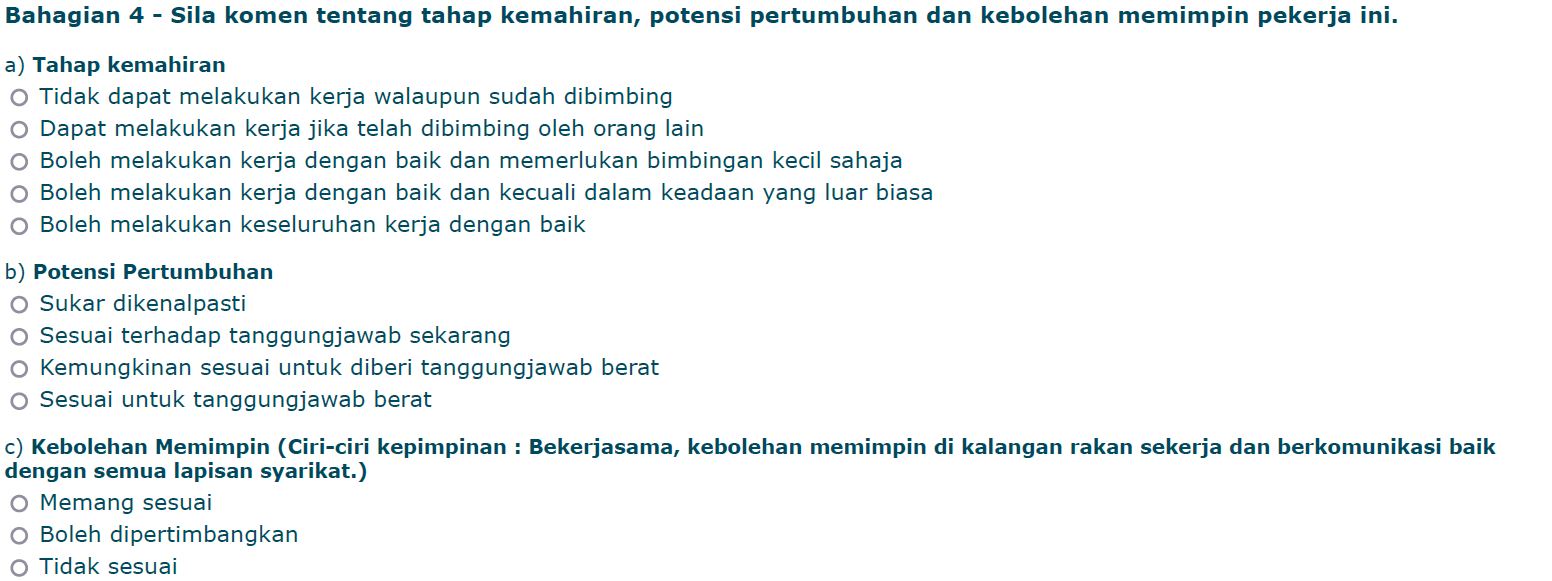 Bahagian 4 - Sila komen tentang tahap kemahiran, potensi pertumbuhan dan kebolehan memimpin pekerja ini.
a) Tahap kemahiran
Tidak dapat melakukan kerja walaupun sudah dibimbing
Dapat melakukan kerja jika telah dibimbing oleh orang lain
Boleh melakukan kerja dengan baik dan memerlukan bimbingan kecil sahaja
Boleh melakukan kerja dengan baik dan kecuali dalam keadaan yang luar biasa
Boleh melakukan keseluruhan kerja dengan baik
b) Potensi Pertumbuhan
Sukar dikenalpasti
Sesuai terhadap tanggungjawab sekarang
Kemungkinan sesuai untuk diberi tanggungjawab berat
Sesuai untuk tanggungjawab berat
c) Kebolehan Memimpin (Ciri-ciri kepimpinan : Bekerjasama, kebolehan memimpin di kalangan rakan sekerja dan berkomunikasi baik
dengan semua lapisan syarikat.)
Memang sesuai
Boleh dipertimbangkan
Tidak sesuai